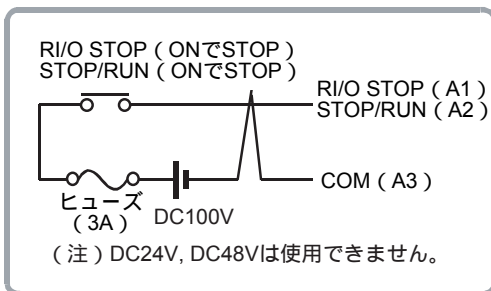 RI/O STOP（ONでSTOP）
STOP/RUN（ONでSTOP）
RI/O STOP（A1）
STOP/RUN（A2）
COM（A3）
ヒューズ
（3A）
DC100V
（注）DC24V, DC48Vは使用できません。